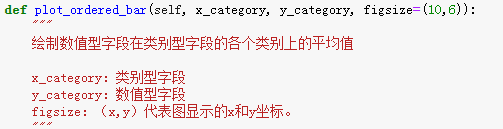 def plot_ordered_bar(self, x_category, y_category, figsize=(10,6)):
"""
绘制数值型字段在类别型字段的各个类别上的平均值
x_category：类别型字段
y_category：数值型字段
figsize：（x,y）代表图显示的x和y坐标。
"""